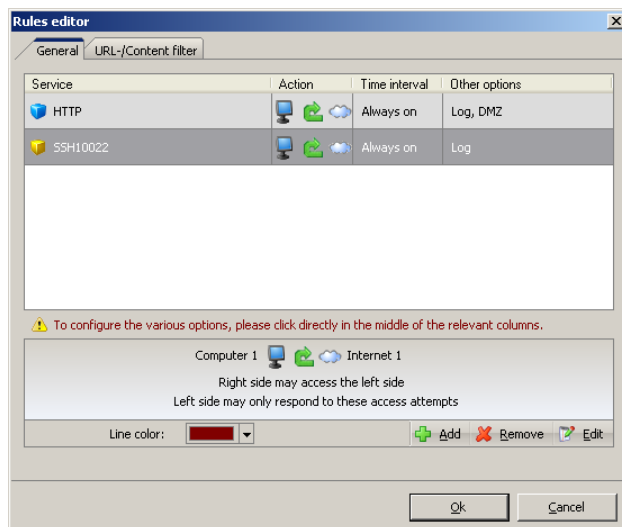 Rules editor
General URL-/Content filter
Service Action Time interval Other options
HTTP Always on Log, DMZ
SSH10022 Always on Log
To configure the various options, please click directly in the middle of the relevant columns.
Computer 1 Internet 1
Right side may access the left side
Left side may only respond to these access attempts
Line color: Add Remove Edit
Ok Cancel